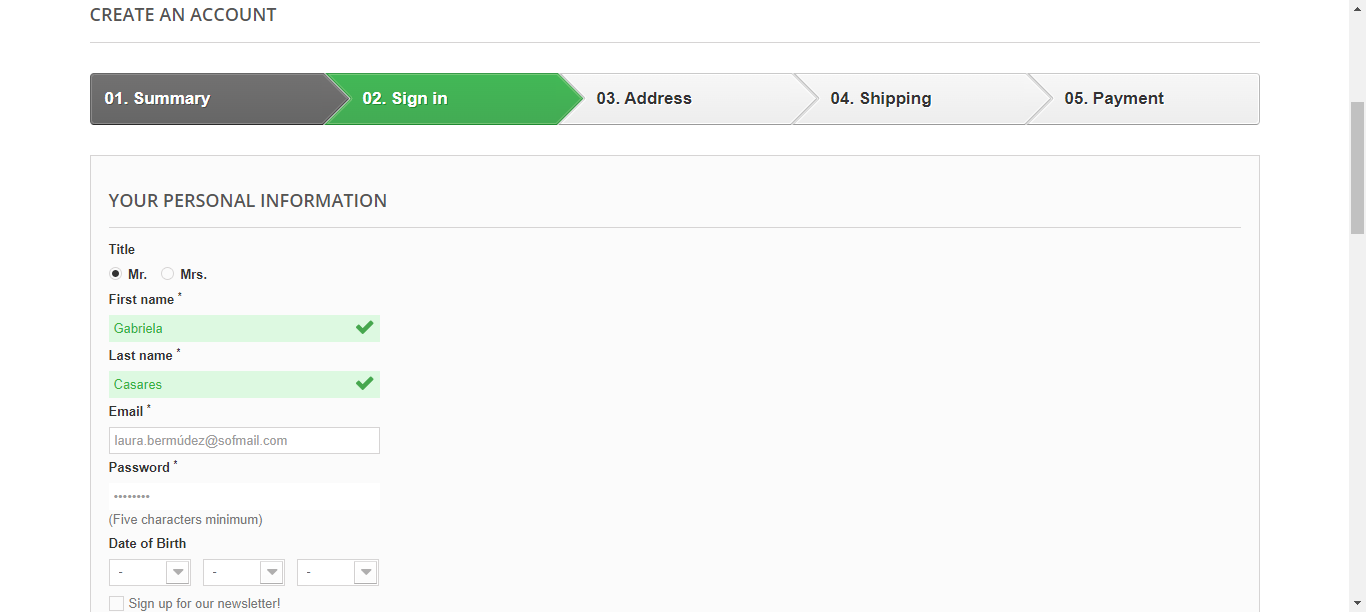 CREATE AN ACCOUNT
01. Summary 02. Sign in 03. Address 04. Shipping 05. Payment
YOUR PERSONAL INFORMATION
Title
Mr. Mrs.
First name *
Gabriela
Last name *
Casares
Email *
laura.bermúdez@sofmail.com
Password *
••••••••
(Five characters minimum)
Date of Birth
- - -
Sign up for our newsletter!